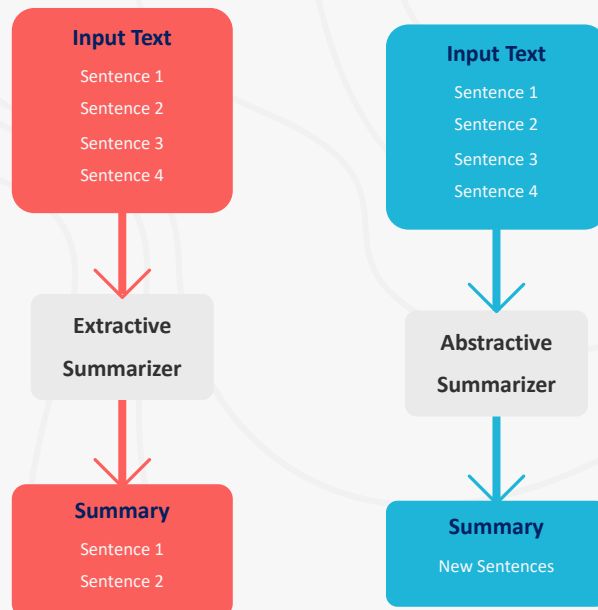 Input Text
Sentence 1
Sentence 2
Sentence 3
Sentence 4
Extractive
Summarizer
Summary
Sentence 1
Sentence 2
Input Text
Sentence 1
Sentence 2
Sentence 3
Sentence 4
Abstractive
Summarizer
Summary
New Sentences